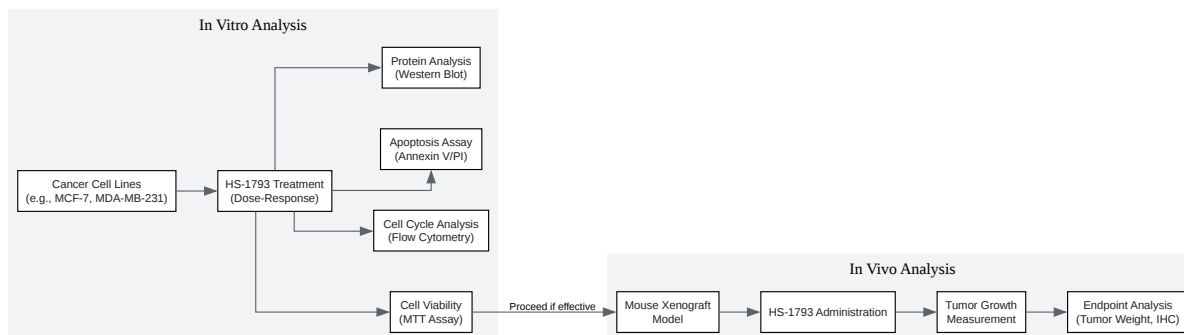 In Vitro Analysis
Protein Analysis
(Western Blot)
Apoptosis Assay
(Annexin V/PI)
Cancer Cell Lines
(e.g., MCF-7, MDA-MB-231)
HS-1793 Treatment
(Dose-Response)
Cell Cycle Analysis
(Flow Cytometry)
Cell Viability
(MTT Assay)
Proceed if effective
In Vivo Analysis
Mouse Xenograft
Model
HS-1793 Administration
Tumor Growth
Measurement
Endpoint Analysis
(Tumor Weight, IHC)